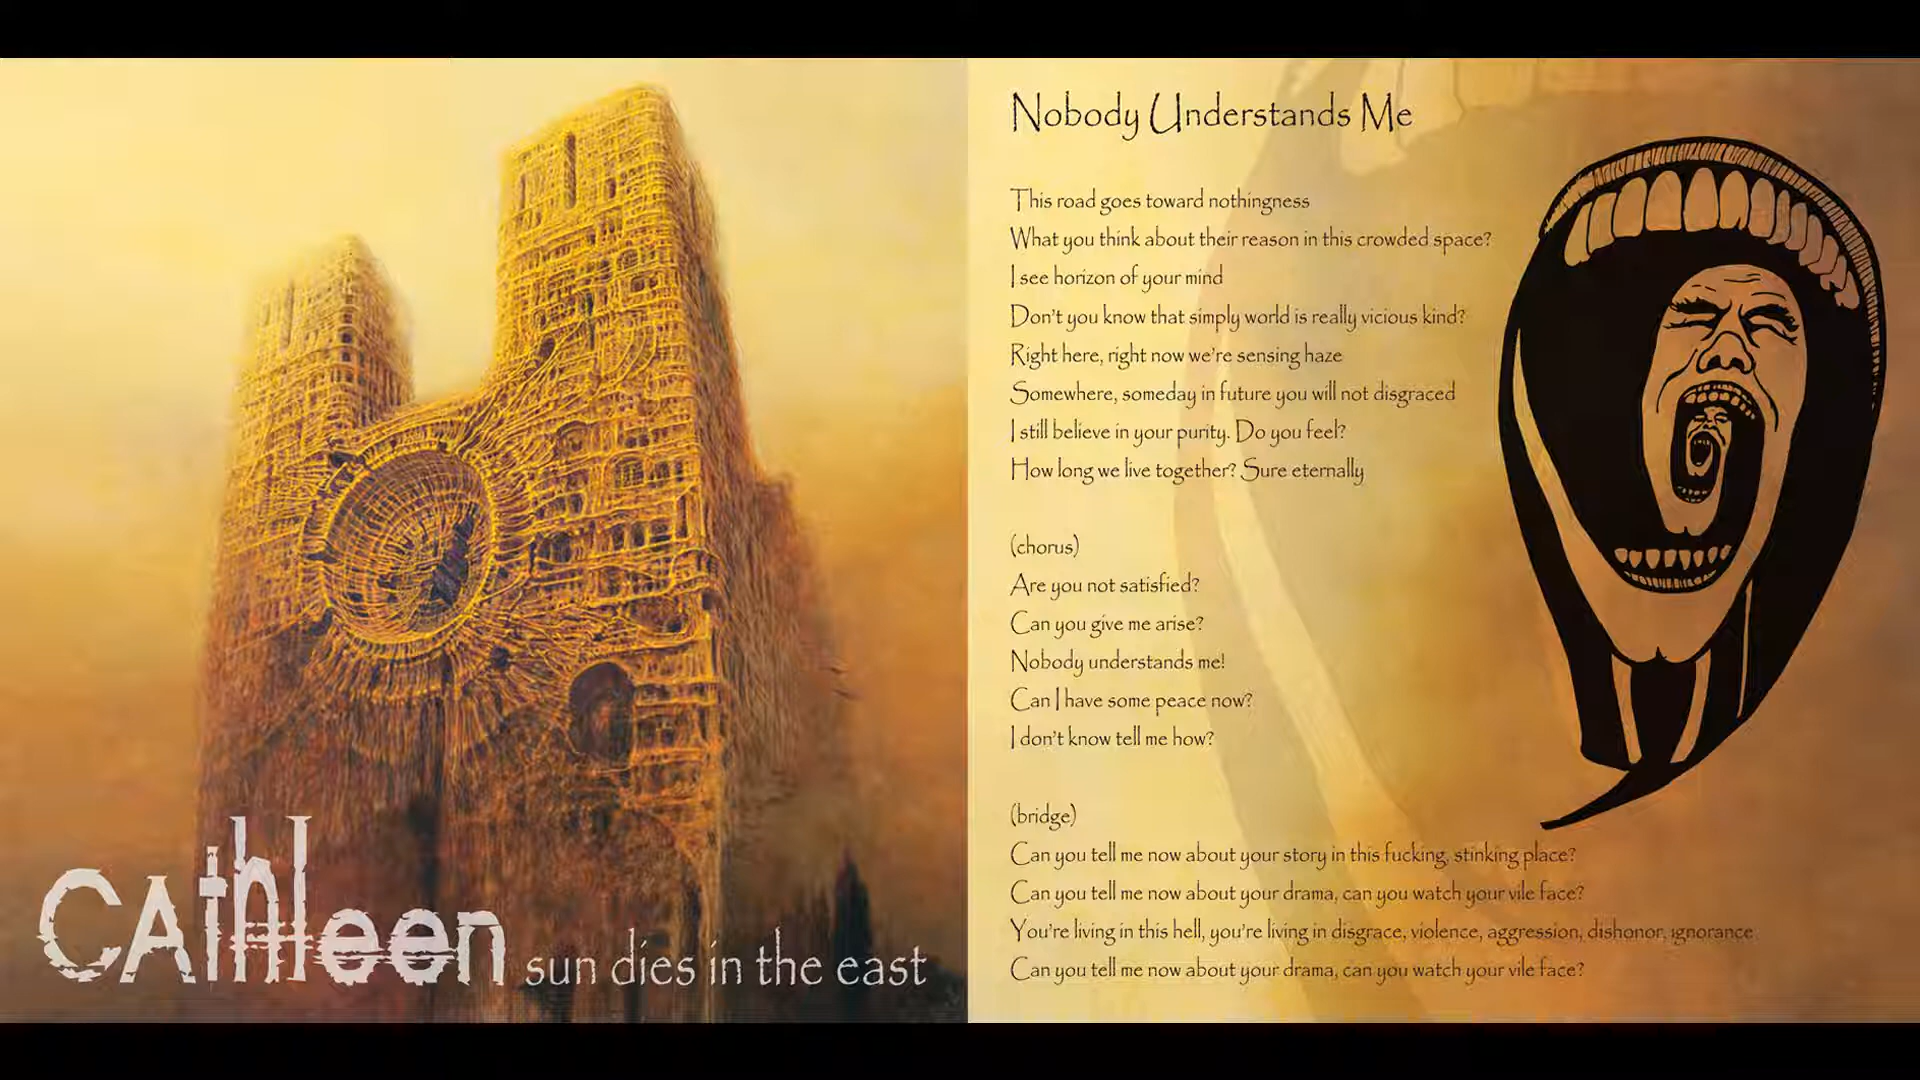 CAthleen sun dies in the east
Nobody Understands Me
This road goes toward nothingness
What you think about their reason in this crowded space?
I see horizon of your mind
Don't you know that simply world is really vicious kind?
Right here, right now we're sensing haze
Somewhere, someday in future you will not disgraced
I still believe in your purity. Do you feel?
How long we live together? Sure eternally
(chorus)
Are you not satisfied?
Can you give me arise?
Nobody understands me!
Can I have some peace now?
I don't know tell me how?
(bridge)
Can you tell me now about your story in this fucking, stinking place?
Can you tell me now about your drama, can you watch your vile face?
You're living in this hell, you're living in disgrace, violence, aggression, dishonor, ignorance
Can you tell me now about your drama, can you watch your vile face?